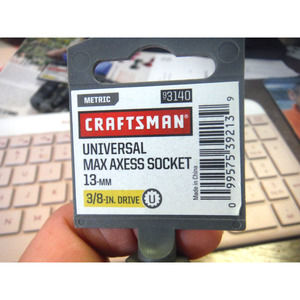 METRIC
93140
CRAFTSMAN®
UNIVERSAL
MAX AXESS SOCKET
13-MM
3/8-IN. DRIVE U
Made in China
0 99575 39213 9